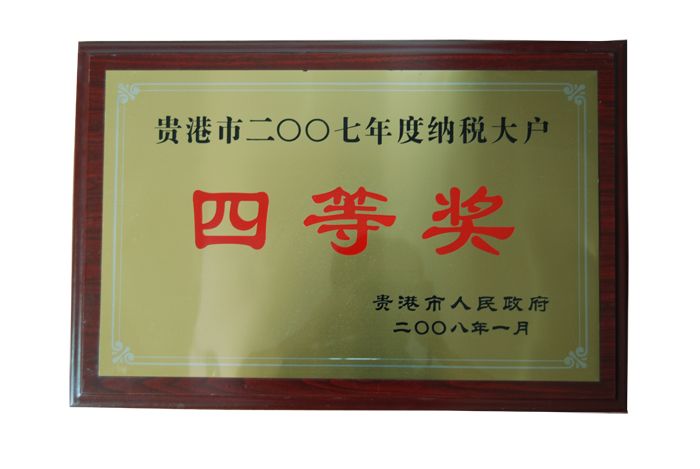 贵港市二〇〇七年度纳税大户
四等奖
贵港市人民政府
二〇〇八年一月